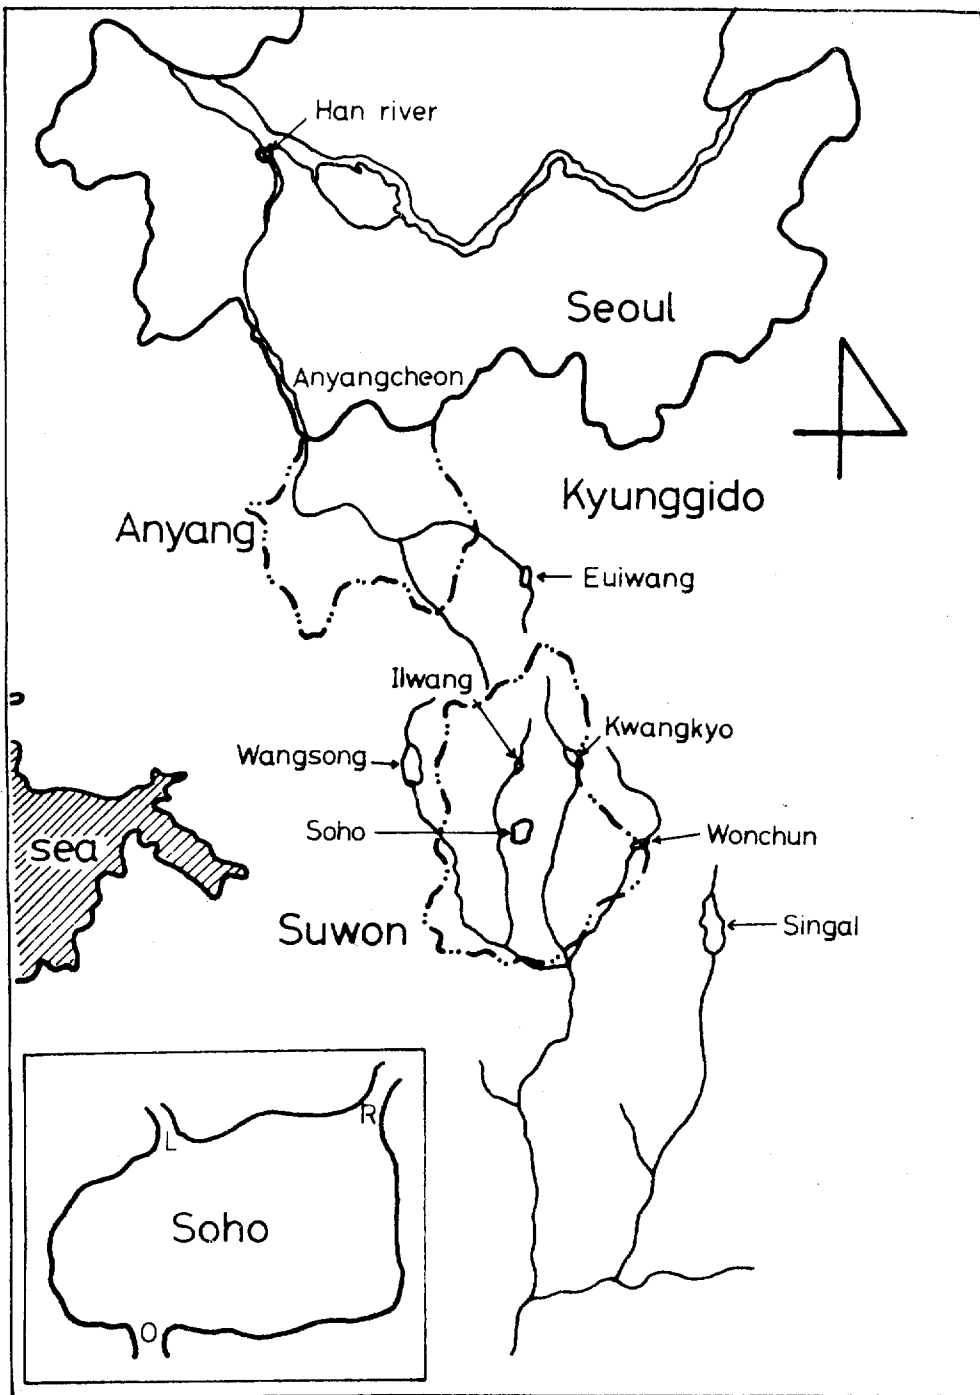 Han river
Seoul
Anyangcheon
Kyunggido
Anyang
Euiwang
Ilwang
Kwangkyo
Wangsong
Soho
Wonchun
sea
Suwon
Singal
R
L
Soho
O